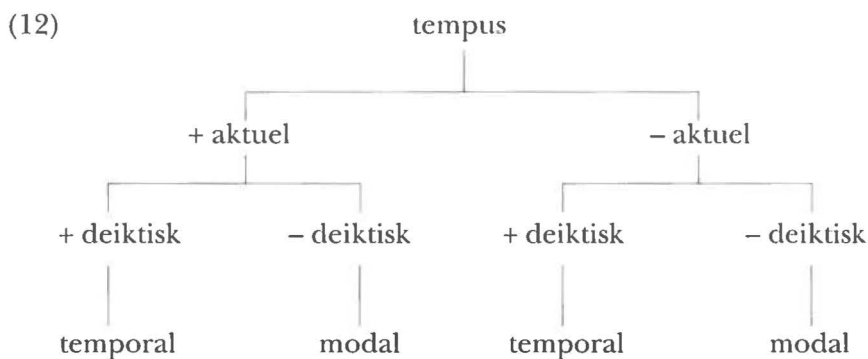 (12) tempus
+ aktuel – aktuel
+ deiktisk – deiktisk + deiktisk – deiktisk
temporal modal temporal modal